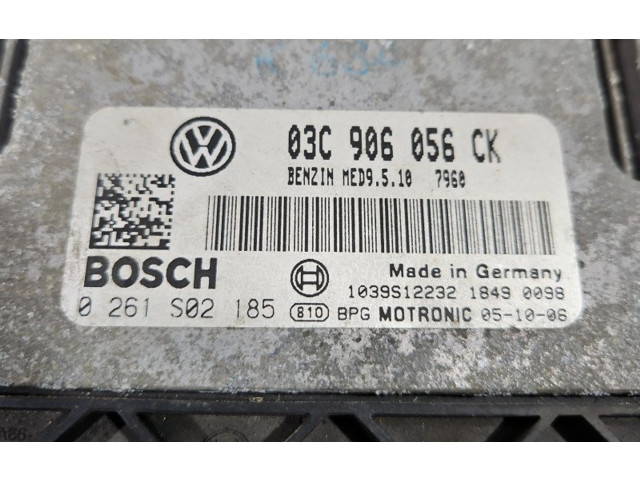 03C 906 056 CK
BENZIN MED9.5.10 7960
BOSCH
Made in Germany
1039S12232 1849 0098
0 261 S02 185
810 BPG MOTRONIC 05-10-06